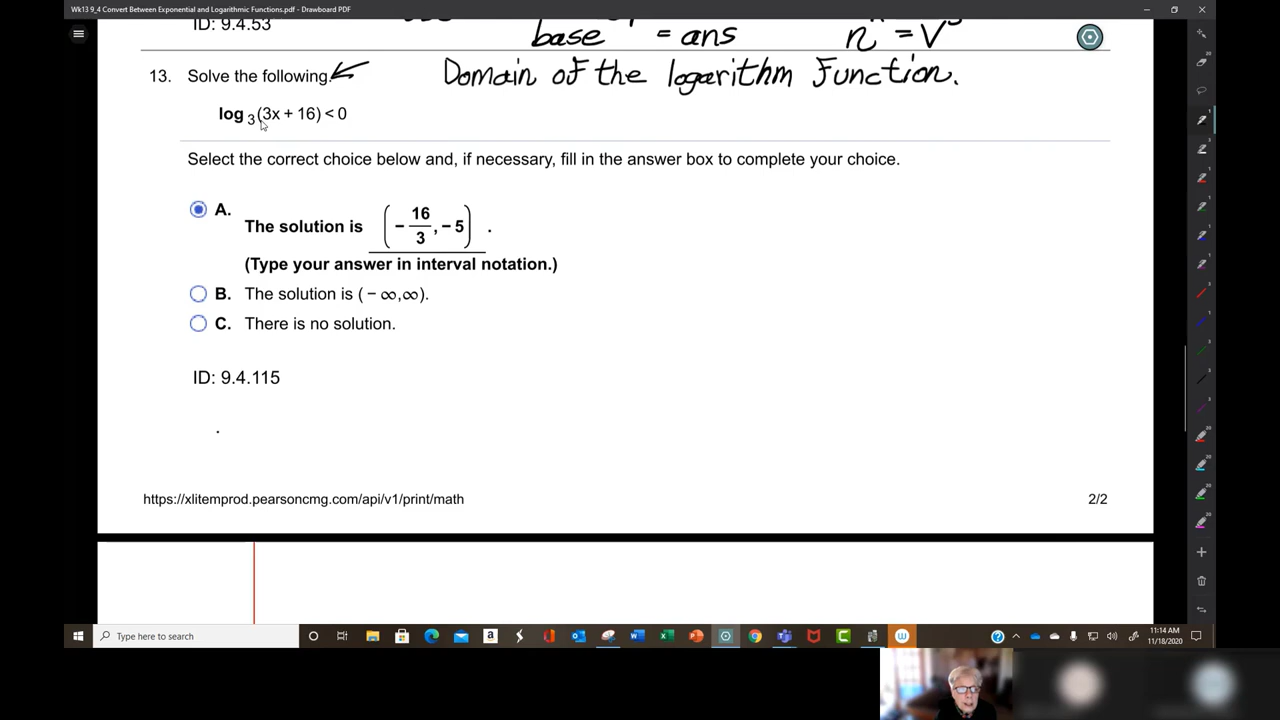 Wk13 9_4 Convert Between Exponential and Logarithmic Functions.pdf - Drawboard PDF
ID: 9.4.53
base = ans
n = V
13. Solve the following.
Domain of the logarithm function.
log 3 (3x + 16) < 0
Select the correct choice below and, if necessary, fill in the answer box to complete your choice.
A. The solution is (− 16/3, − 5).
(Type your answer in interval notation.)
B. The solution is (− ∞,∞).
C. There is no solution.
ID: 9.4.115
.
https://xlitemprod.pearsoncmg.com/api/v1/print/math
2/2
Type here to search
11:14 AM
11/18/2020